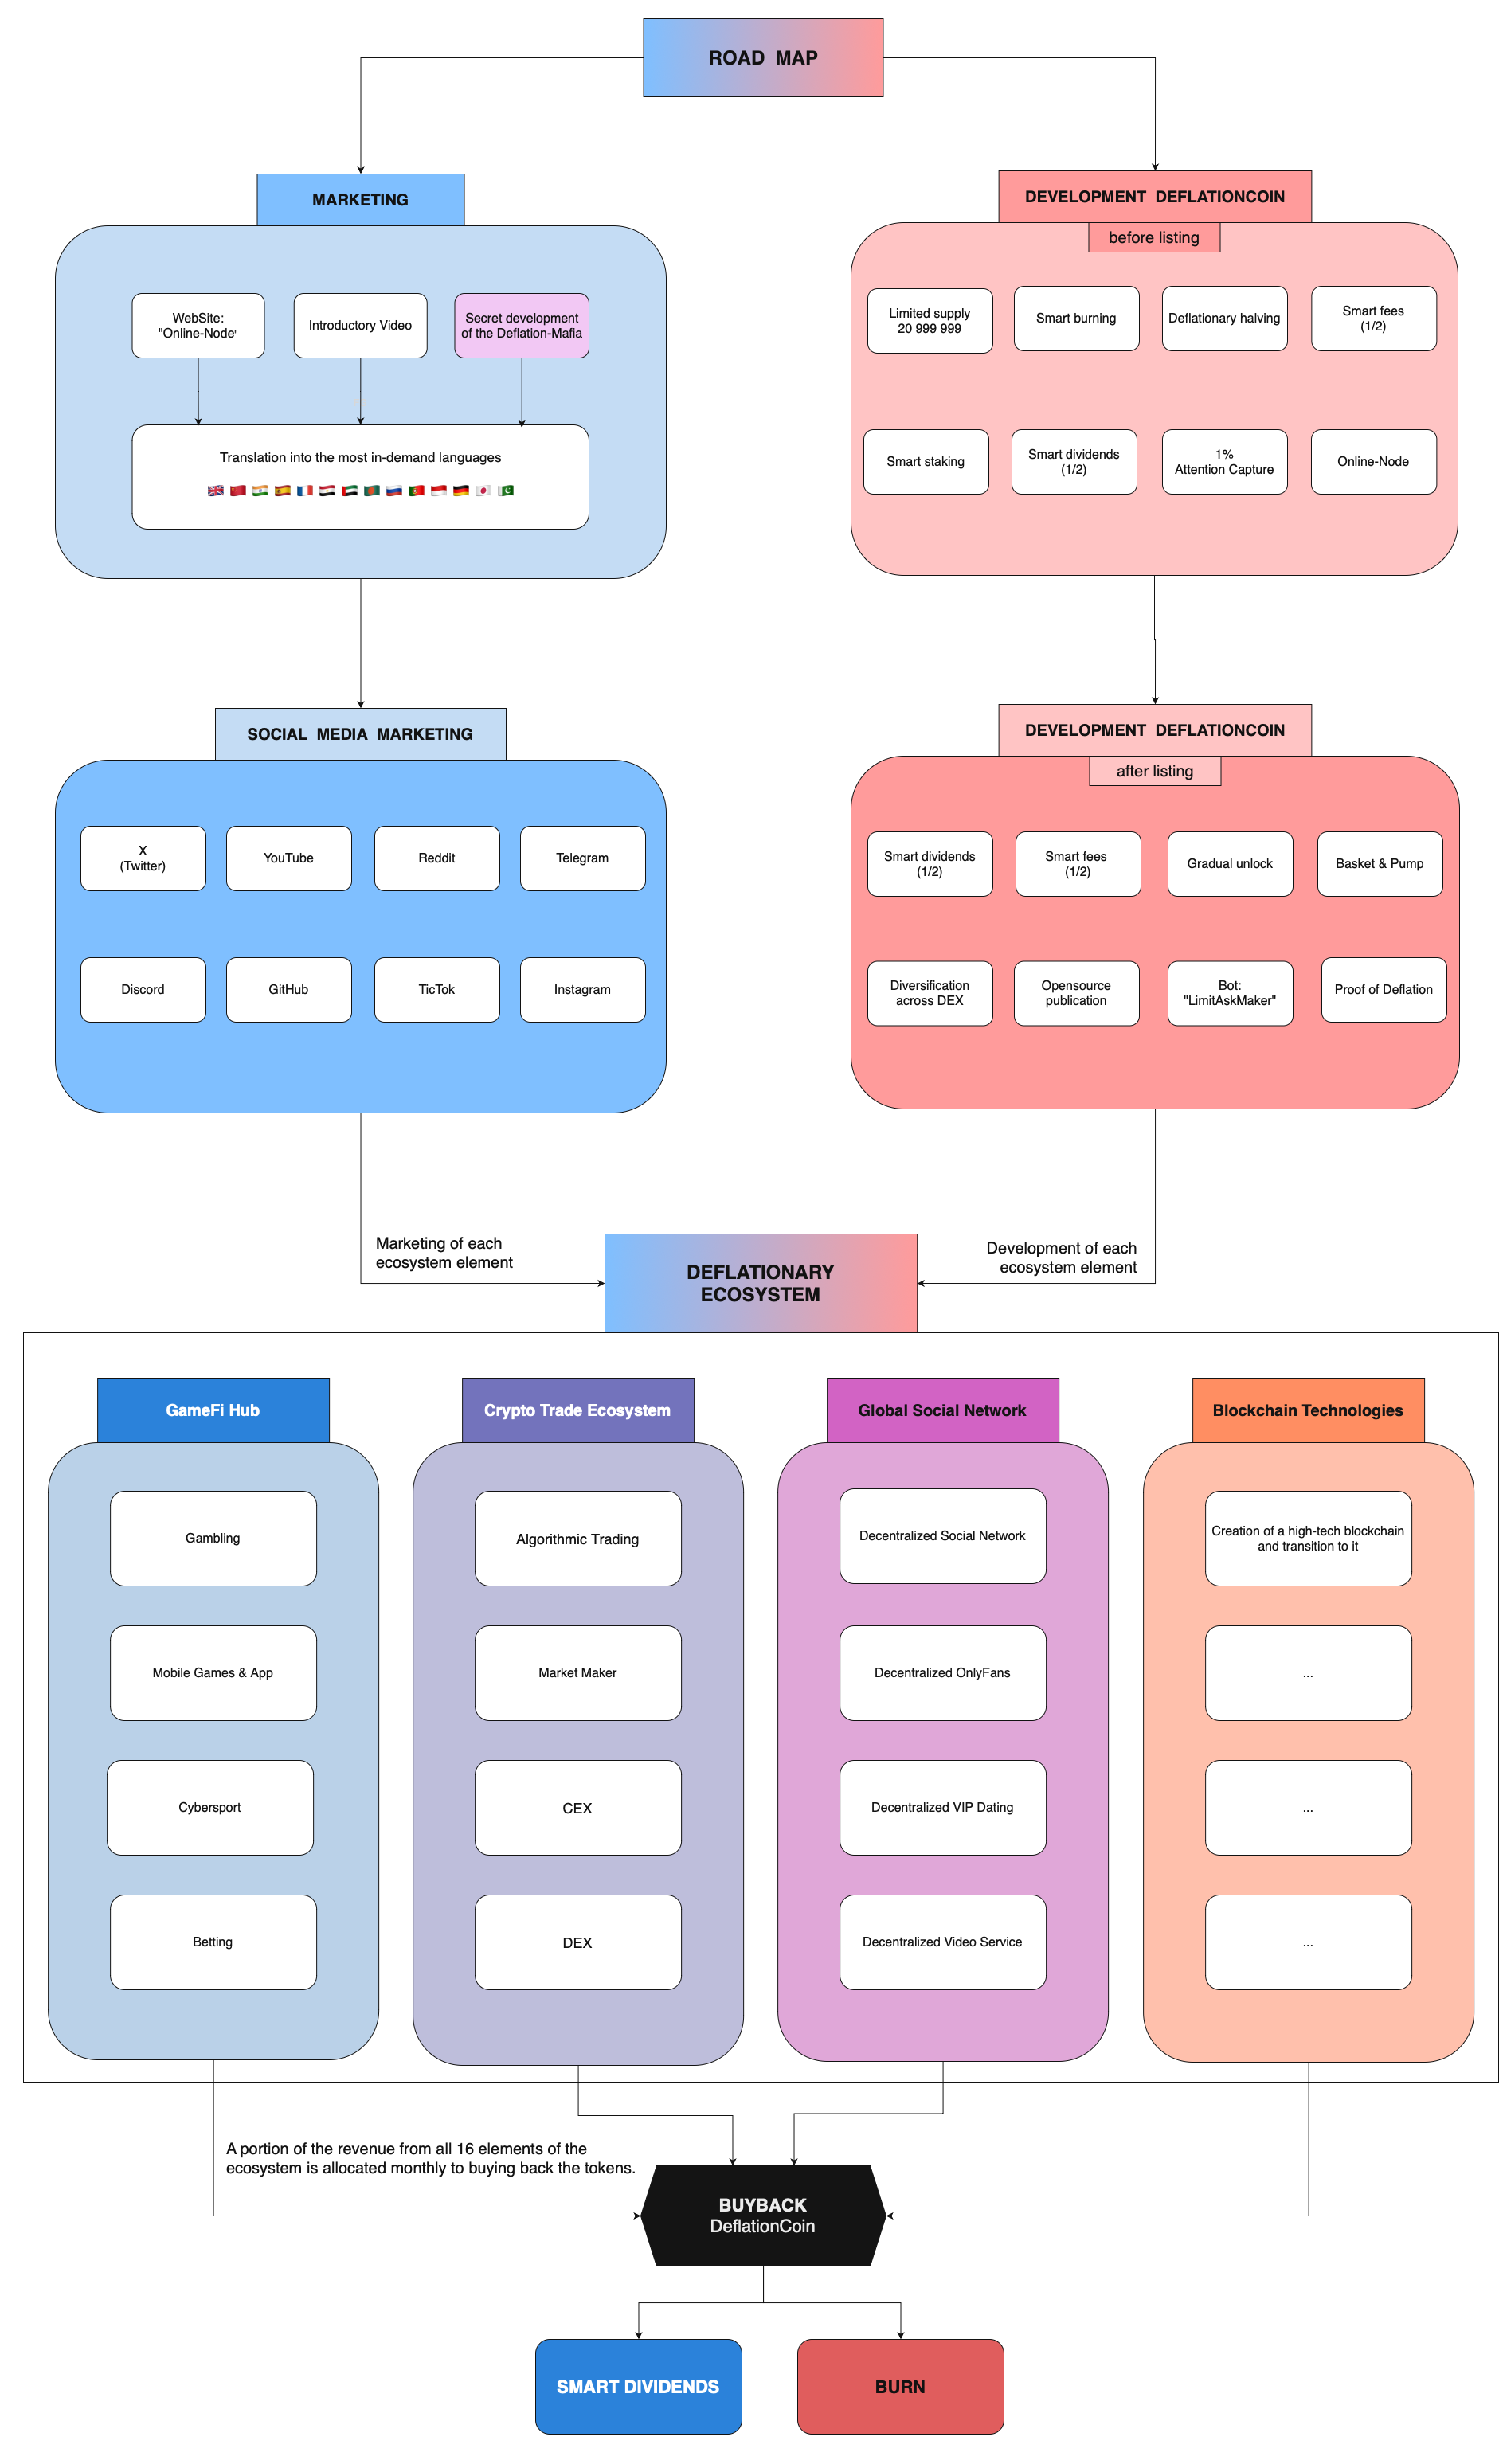 ROAD MAP
MARKETING
WebSite:
"Online-Node"
Introductory Video
Secret development
of the Deflation-Mafia
Translation into the most in-demand languages
DEVELOPMENT DEFLATIONCOIN
before listing
Limited supply
20 999 999
Smart burning
Deflationary halving
Smart fees
(1/2)
Smart staking
Smart dividends
(1/2)
1%
Attention Capture
Online-Node
SOCIAL MEDIA MARKETING
X
(Twitter)
YouTube
Reddit
Telegram
Discord
GitHub
TicTok
Instagram
DEVELOPMENT DEFLATIONCOIN
after listing
Smart dividends
(1/2)
Smart fees
(1/2)
Gradual unlock
Basket & Pump
Diversification
across DEX
Opensource
publication
Bot:
"LimitAskMaker"
Proof of Deflation
Marketing of each
ecosystem element
Development of each
ecosystem element
DEFLATIONARY
ECOSYSTEM
GameFi Hub
Gambling
Mobile Games & App
Cybersport
Betting
Crypto Trade Ecosystem
Algorithmic Trading
Market Maker
CEX
DEX
Global Social Network
Decentralized Social Network
Decentralized OnlyFans
Decentralized VIP Dating
Decentralized Video Service
Blockchain Technologies
Creation of a high-tech blockchain
and transition to it
...
...
...
A portion of the revenue from all 16 elements of the
ecosystem is allocated monthly to buying back the tokens.
BUYBACK
DeflationCoin
SMART DIVIDENDS
BURN